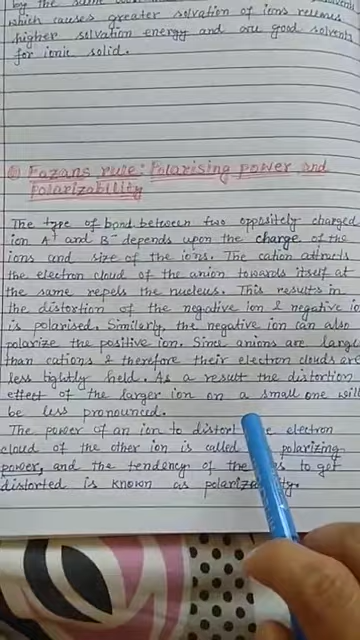 by the same
which causes greater solvation of ions releases
higher solvation energy and are good solvents
for ionic solid.
Fazans rule: Polarising power and
Polarizability
The type of bond between two oppositely charged
ion A+ and B- depends upon the charge of the
ions and size of the ions. The cation attracts
the electron cloud of the anion towards itself at
the same repels the nucleus. This results in
the distortion of the negative ion & negative io
is polarised. Similarly, the negative ion can also
polarize the positive ion. Since anions are large
than cations & therefore their electron clouds are
less tightly held. As a result the distortion
effect of the larger ion on a small one will
be less pronounced.
The power of an ion to distort electron
cloud of the other ion is called polarizing
power, and the tendency of the to get
distorted is known as